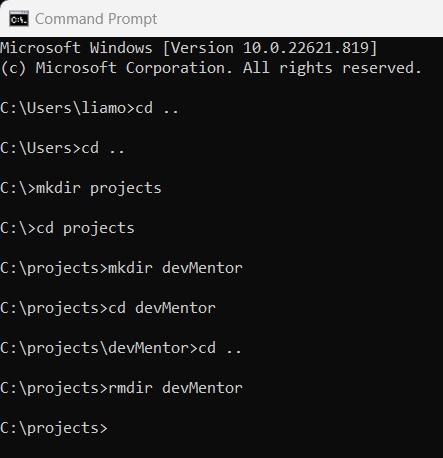 Command Prompt
Microsoft Windows [Version 10.0.22621.819]
(c) Microsoft Corporation. All rights reserved.
C:\Users\liamo>cd ..
C:\Users>cd ..
C:\>mkdir projects
C:\>cd projects
C:\projects>mkdir devMentor
C:\projects>cd devMentor
C:\projects\devMentor>cd ..
C:\projects>rmdir devMentor
C:\projects>